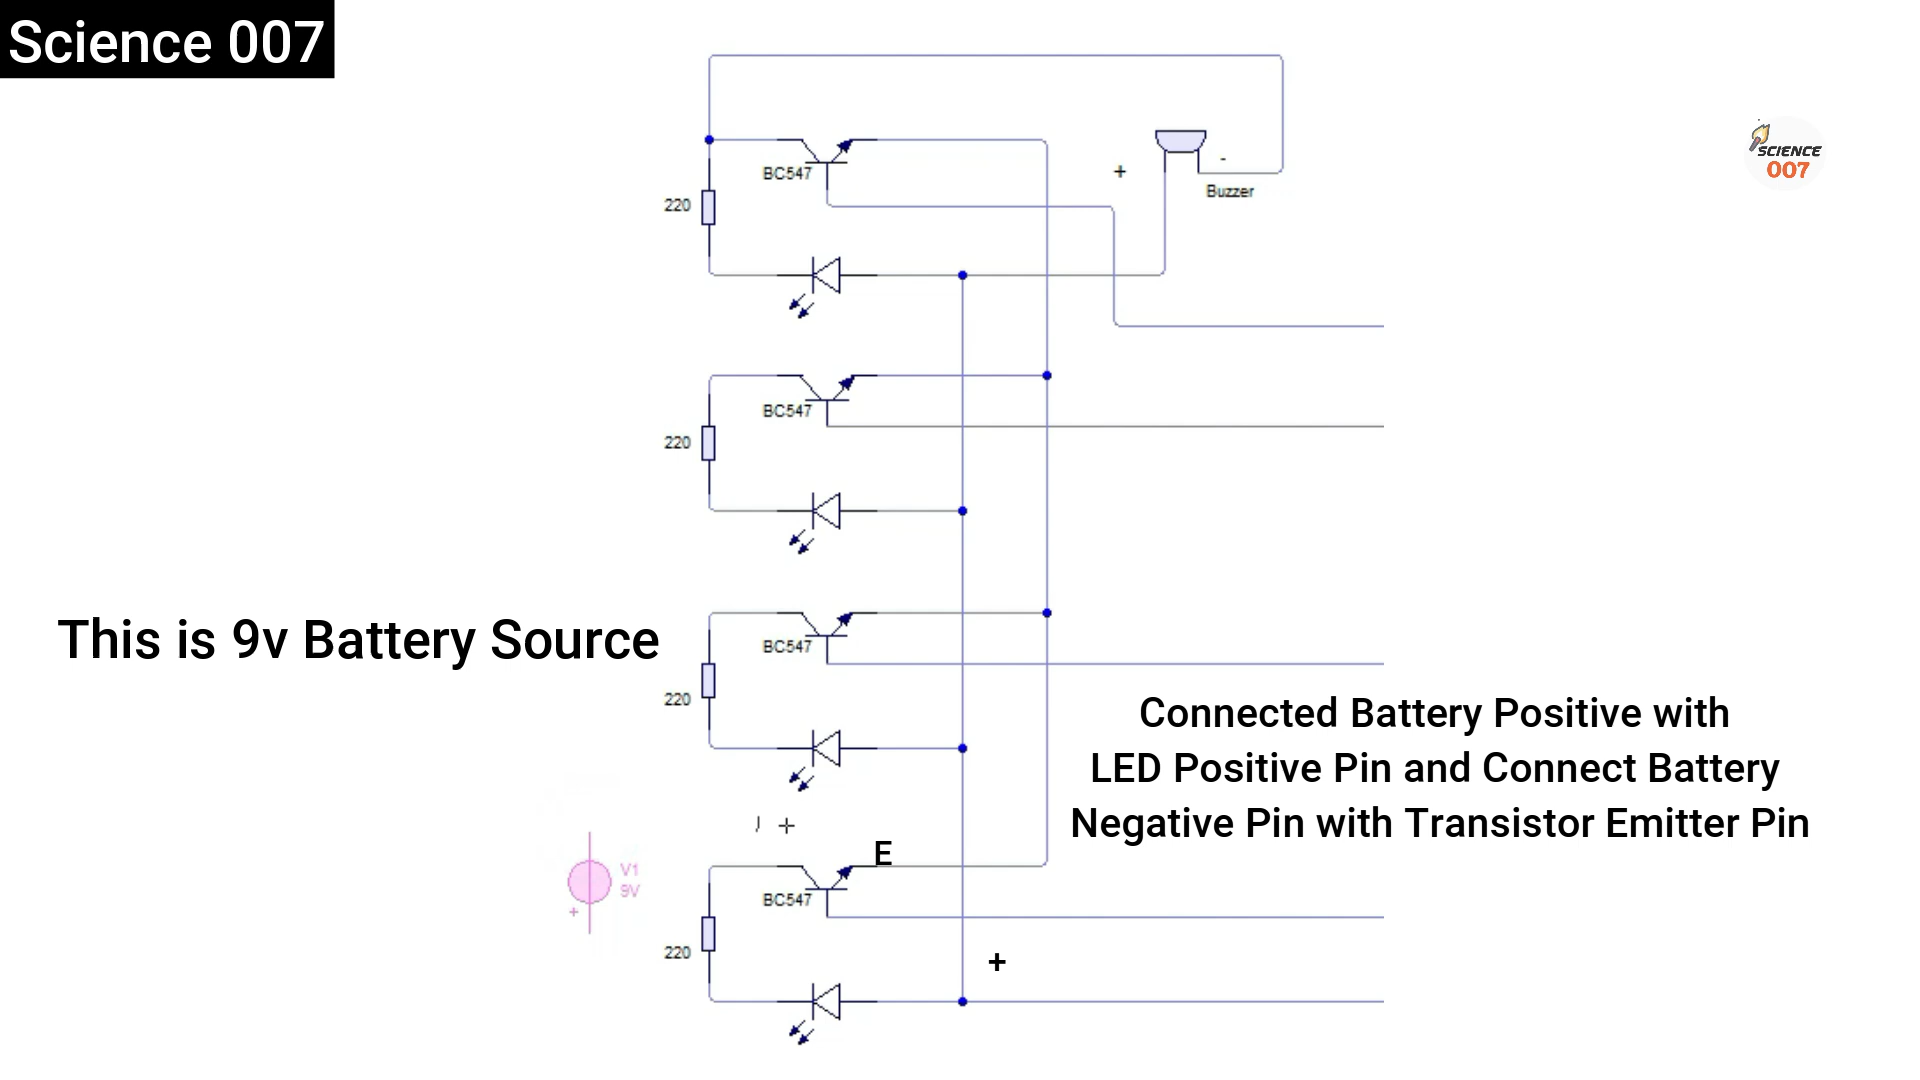 Science 007
SCIENCE
007
BC547
+
-
220
Buzzer
BC547
220
This is 9v Battery Source
BC547
220
Connected Battery Positive with
LED Positive Pin and Connect Battery
Negative Pin with Transistor Emitter Pin
E
V1
9V
+
BC547
220
+